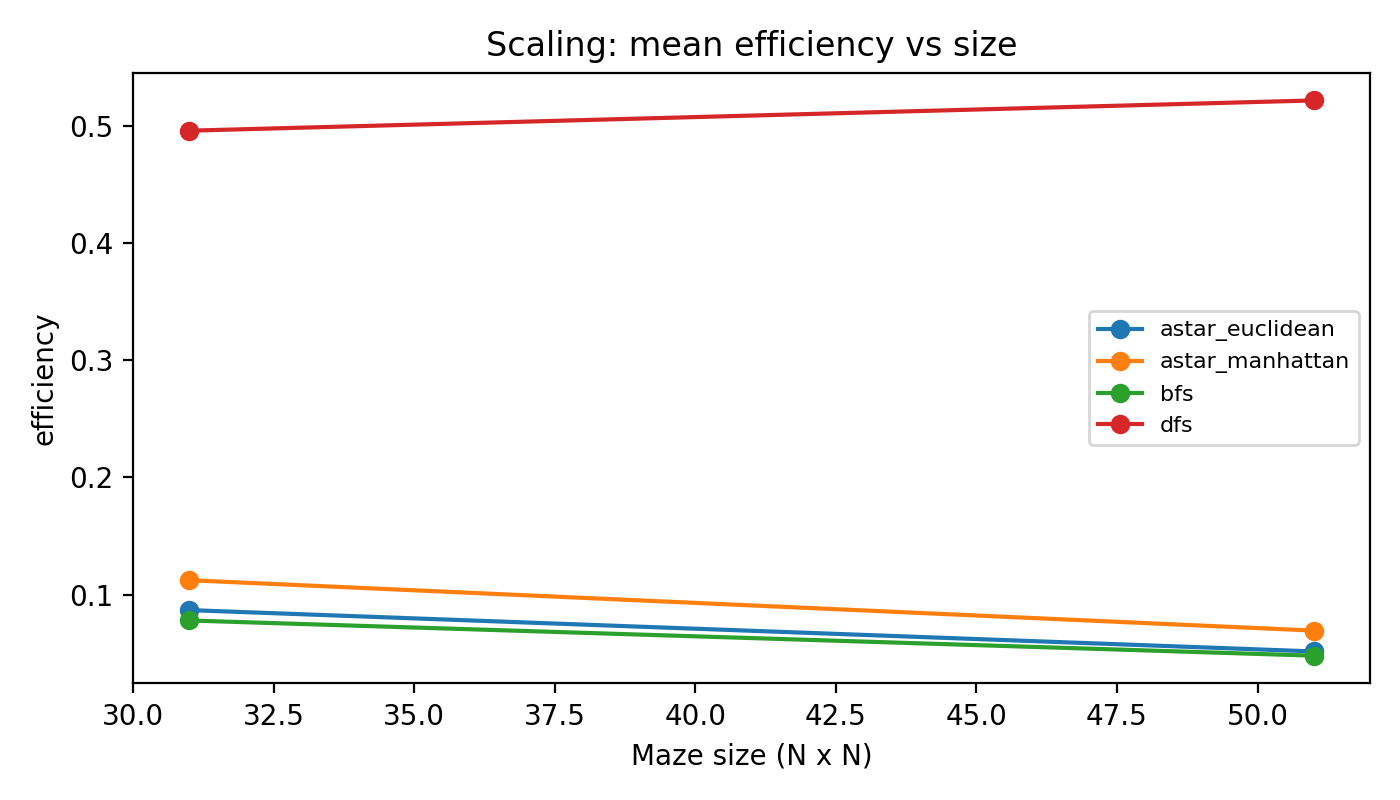 Scaling: mean efficiency vs size
efficiency
0.5
0.4
0.3
0.2
0.1
astar_euclidean
astar_manhattan
bfs
dfs
30.0 32.5 35.0 37.5 40.0 42.5 45.0 47.5 50.0
Maze size (N x N)